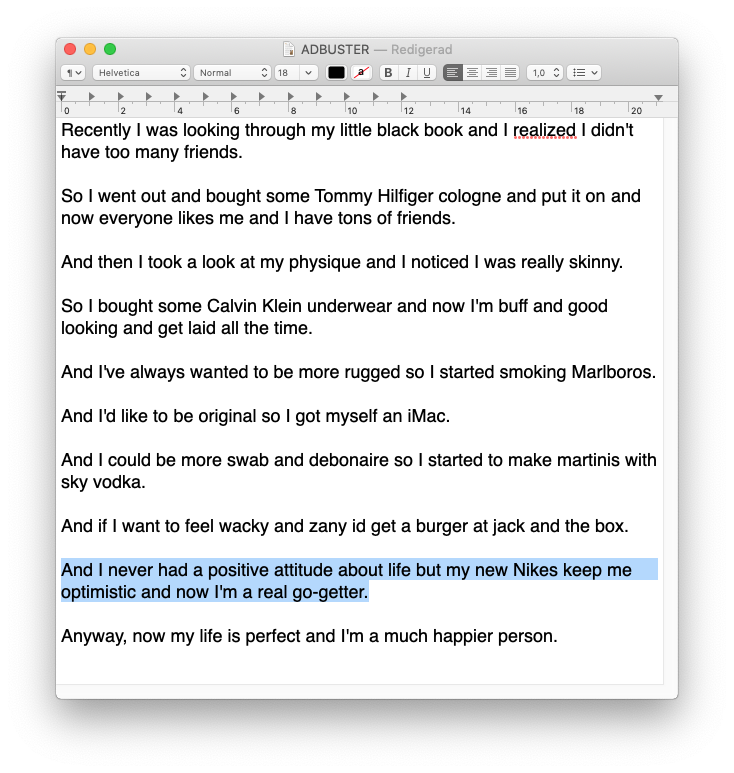 ADBUSTER — Redigerad
¶ Helvetica Normal 18 a B I U 1,0
0 2 4 6 8 10 12 14 16 18 20
Recently I was looking through my little black book and I realized I didn't
have too many friends.
So I went out and bought some Tommy Hilfiger cologne and put it on and
now everyone likes me and I have tons of friends.
And then I took a look at my physique and I noticed I was really skinny.
So I bought some Calvin Klein underwear and now I'm buff and good
looking and get laid all the time.
And I've always wanted to be more rugged so I started smoking Marlboros.
And I'd like to be original so I got myself an iMac.
And I could be more swab and debonaire so I started to make martinis with
sky vodka.
And if I want to feel wacky and zany id get a burger at jack and the box.
And I never had a positive attitude about life but my new Nikes keep me
optimistic and now I'm a real go-getter.
Anyway, now my life is perfect and I'm a much happier person.